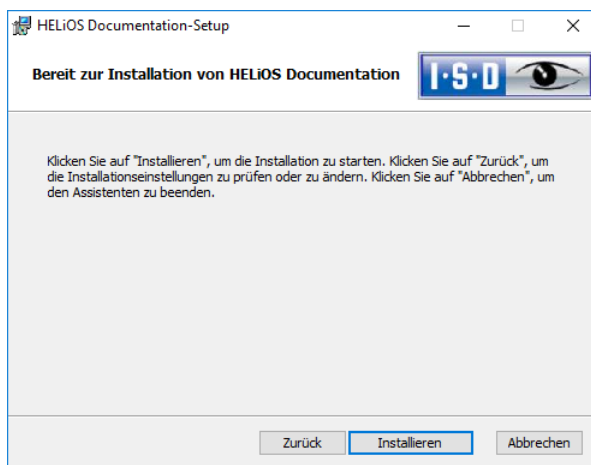 HELiOS Documentation-Setup
Bereit zur Installation von HELiOS Documentation
I·S·D
Klicken Sie auf "Installieren", um die Installation zu starten. Klicken Sie auf "Zurück", um
die Installationseinstellungen zu prüfen oder zu ändern. Klicken Sie auf "Abbrechen", um
den Assistenten zu beenden.
Zurück Installieren Abbrechen